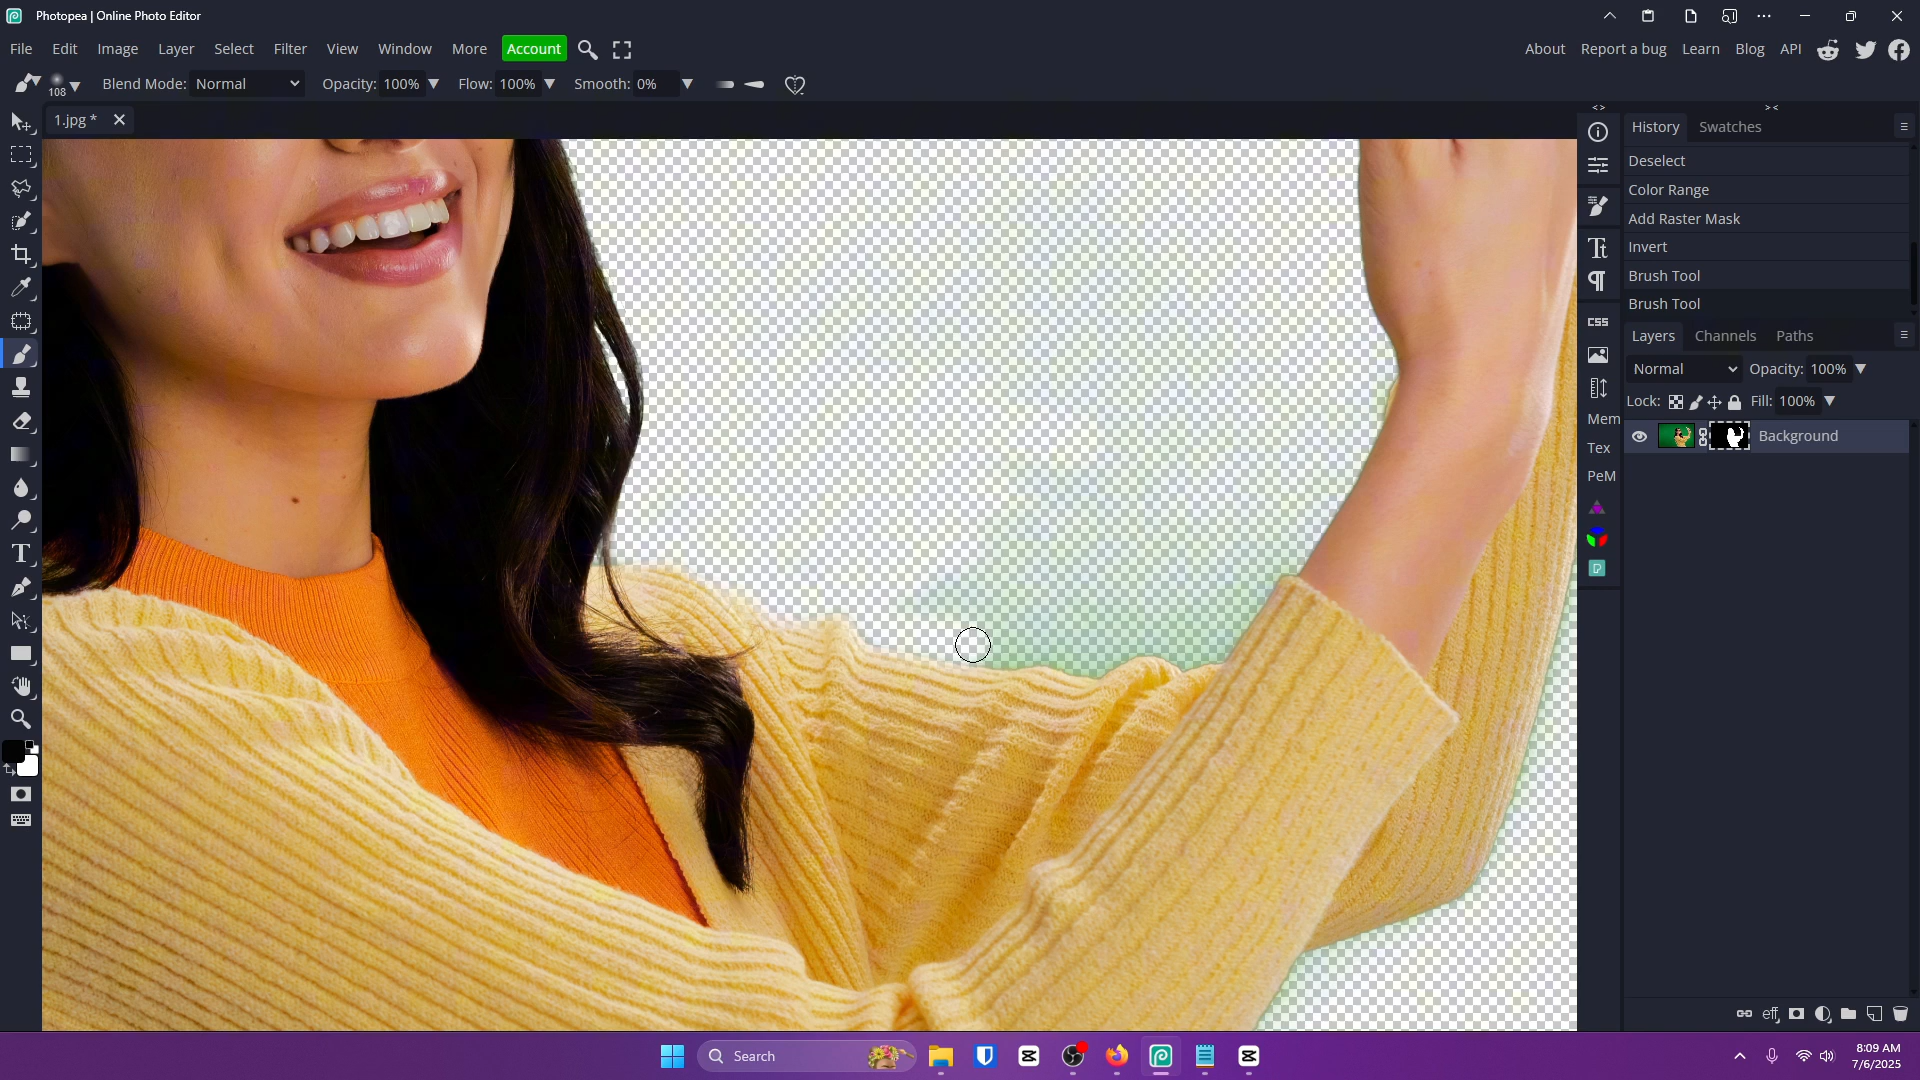 Photopea | Online Photo Editor
File Edit Image Layer Select Filter View Window More Account
About Report a bug Learn Blog API
108 Blend Mode: Normal Opacity: 100% Flow: 100% Smooth: 0%
1.jpg *
History Swatches
Deselect
Color Range
Add Raster Mask
Invert
Brush Tool
Brush Tool
CSS
Mem
Tex
PeM
Layers Channels Paths
Normal Opacity: 100%
Lock: Fill: 100%
Background
eff
Search
8:09 AM
7/6/2025